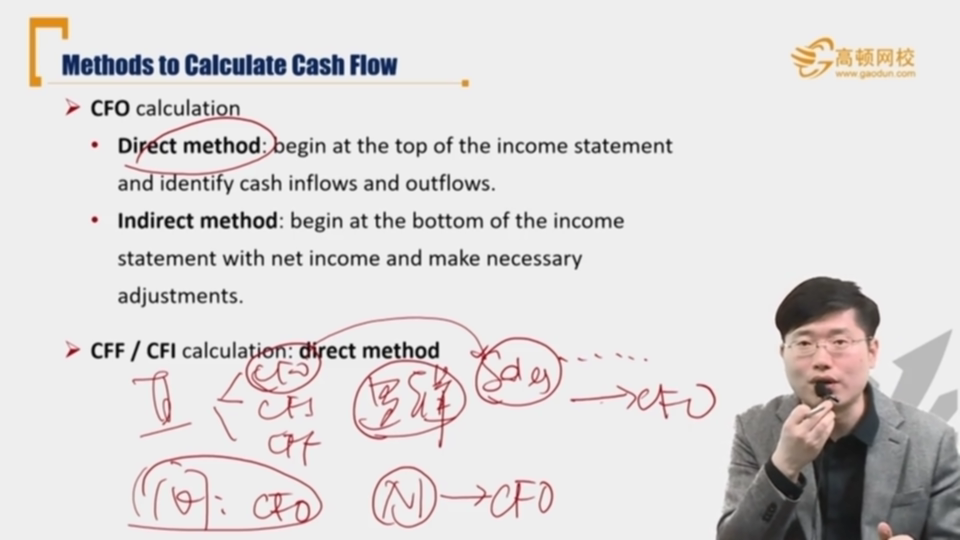 Methods to Calculate Cash Flow
高顿网校
www.gaodun.com
➤ CFO calculation
• Direct method: begin at the top of the income statement
and identify cash inflows and outflows.
• Indirect method: begin at the bottom of the income
statement with net income and make necessary
adjustments.
➤ CFF / CFI calculation: direct method
直 CFO Sales ......
CFI → CFO
CFF
间: CFO NI → CFO